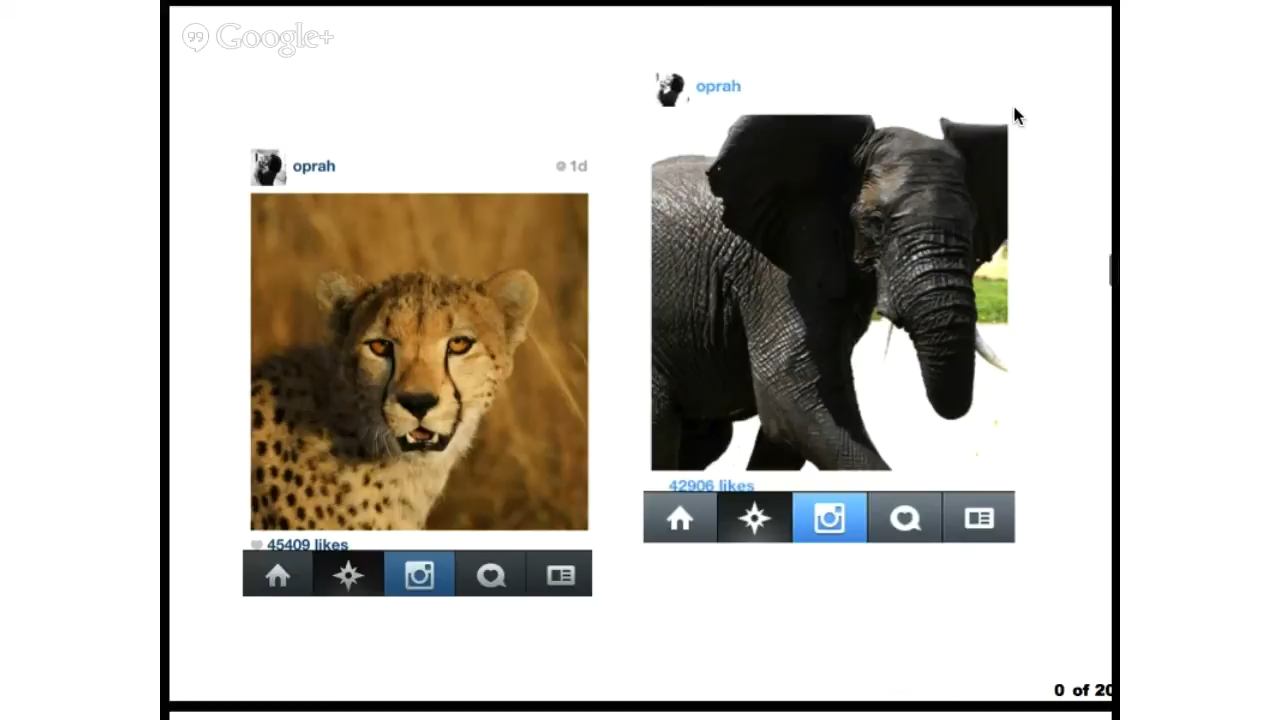 Google+
oprah
1d
45409 likes
oprah
42906 likes
0 of 20